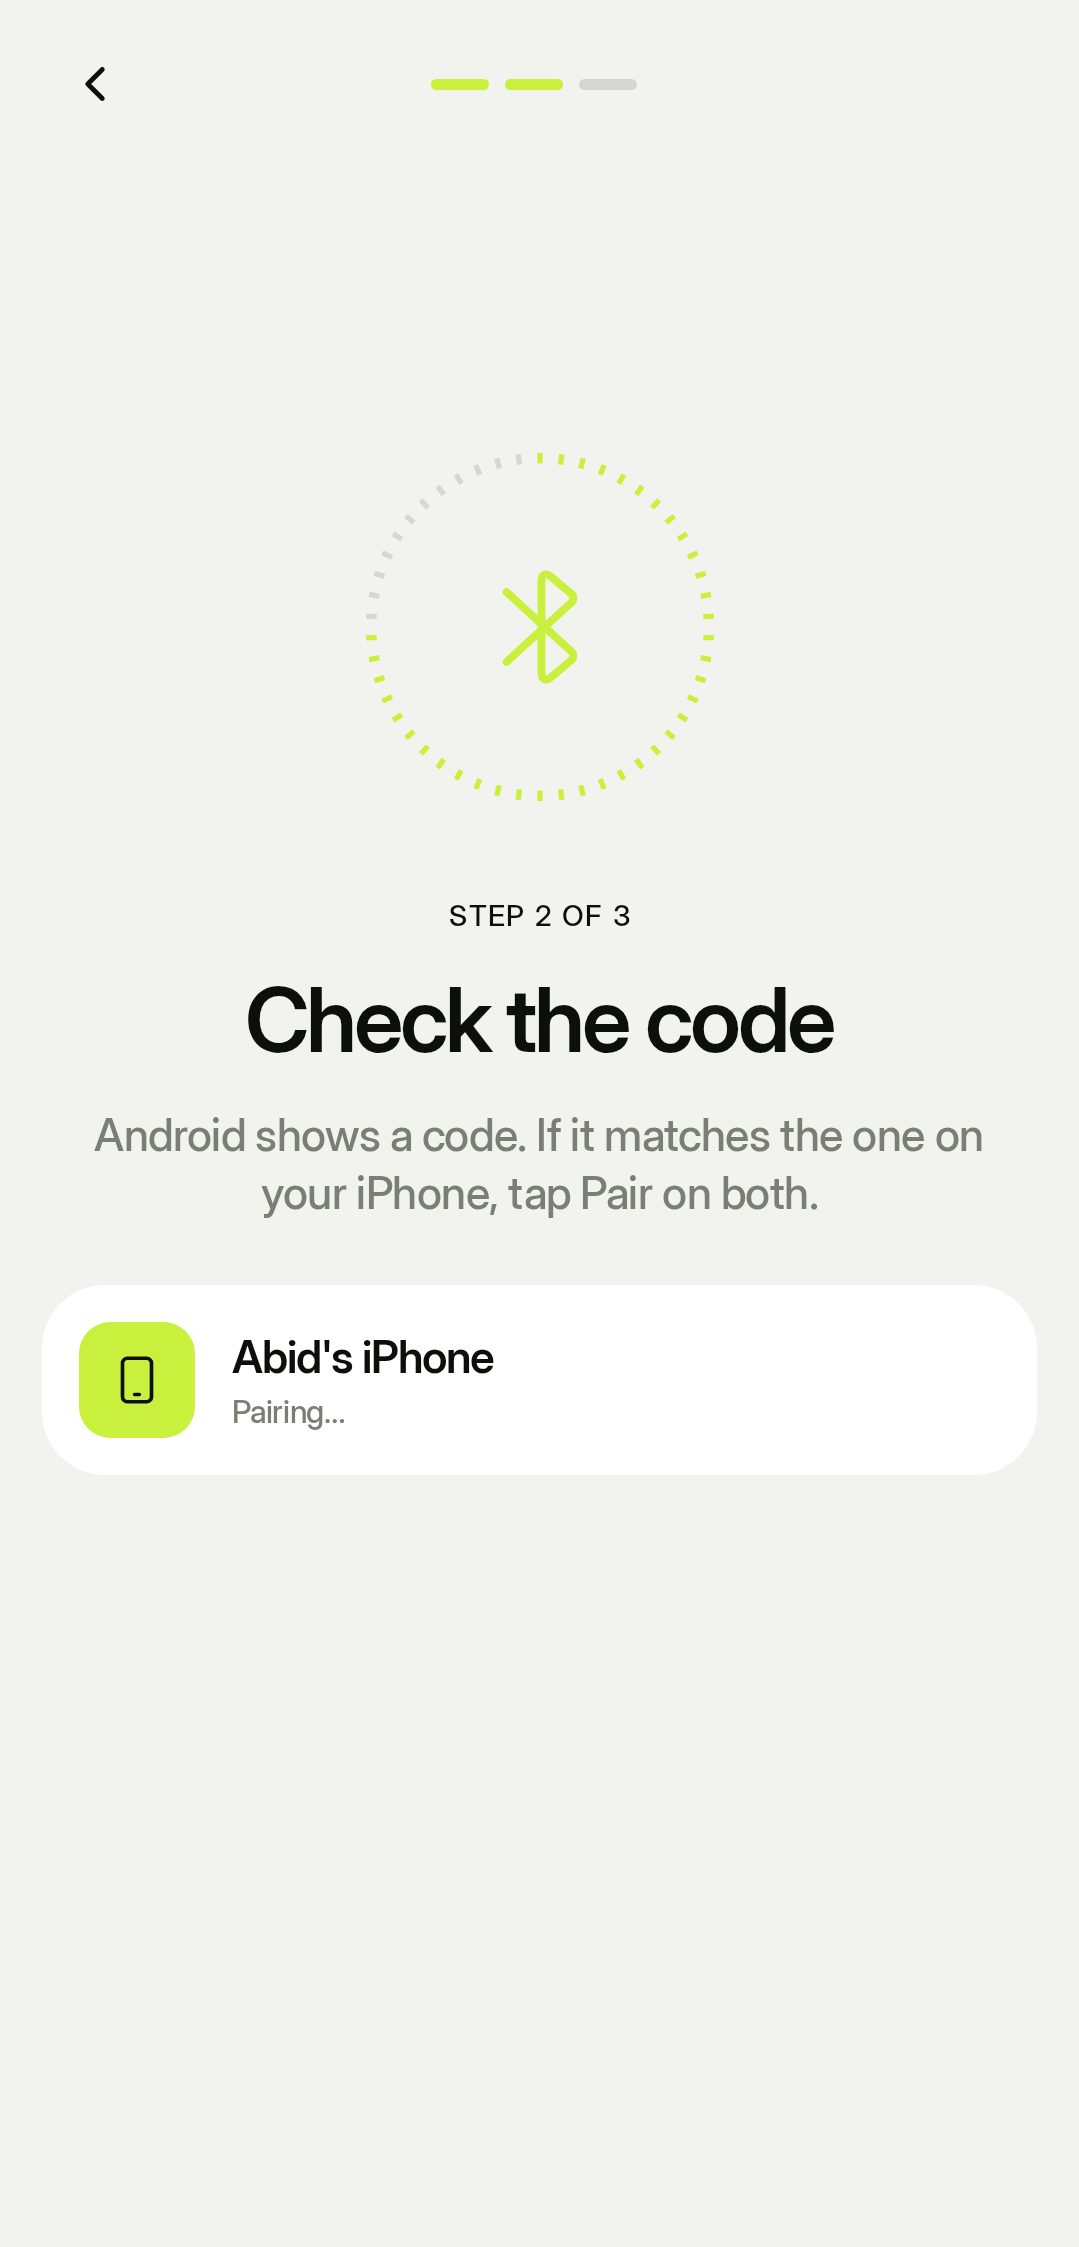 STEP 2 OF 3
Check the code
Android shows a code. If it matches the one on
your iPhone, tap Pair on both.
Abid's iPhone
Pairing...